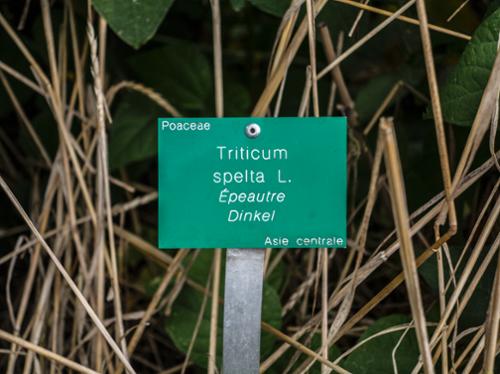 Poaceae
Triticum
spelta L.
Épeautre
Dinkel
Asie centrale